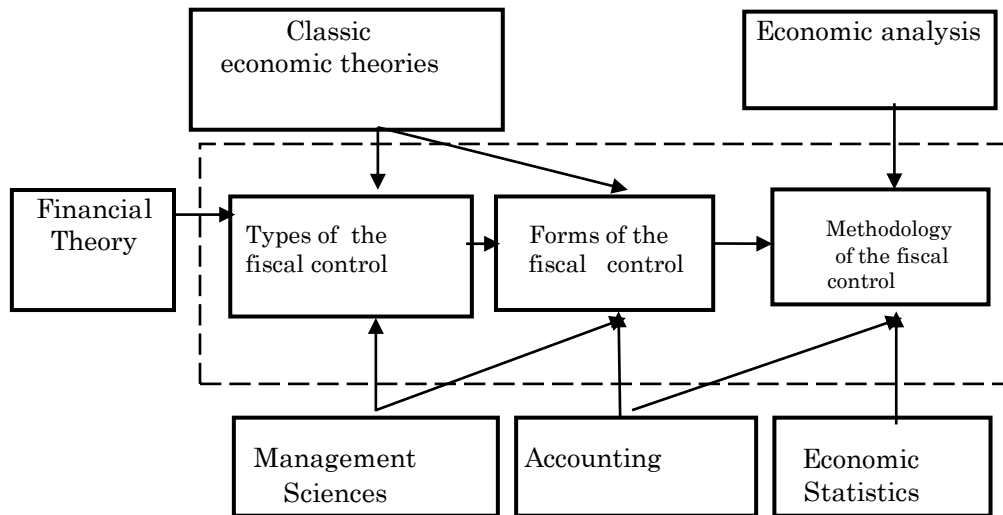 Classic
economic theories
Economic analysis
Financial
Theory
Types of the
fiscal control
Forms of the
fiscal control
Methodology
of the fiscal
control
Management
Sciences
Accounting
Economic
Statistics